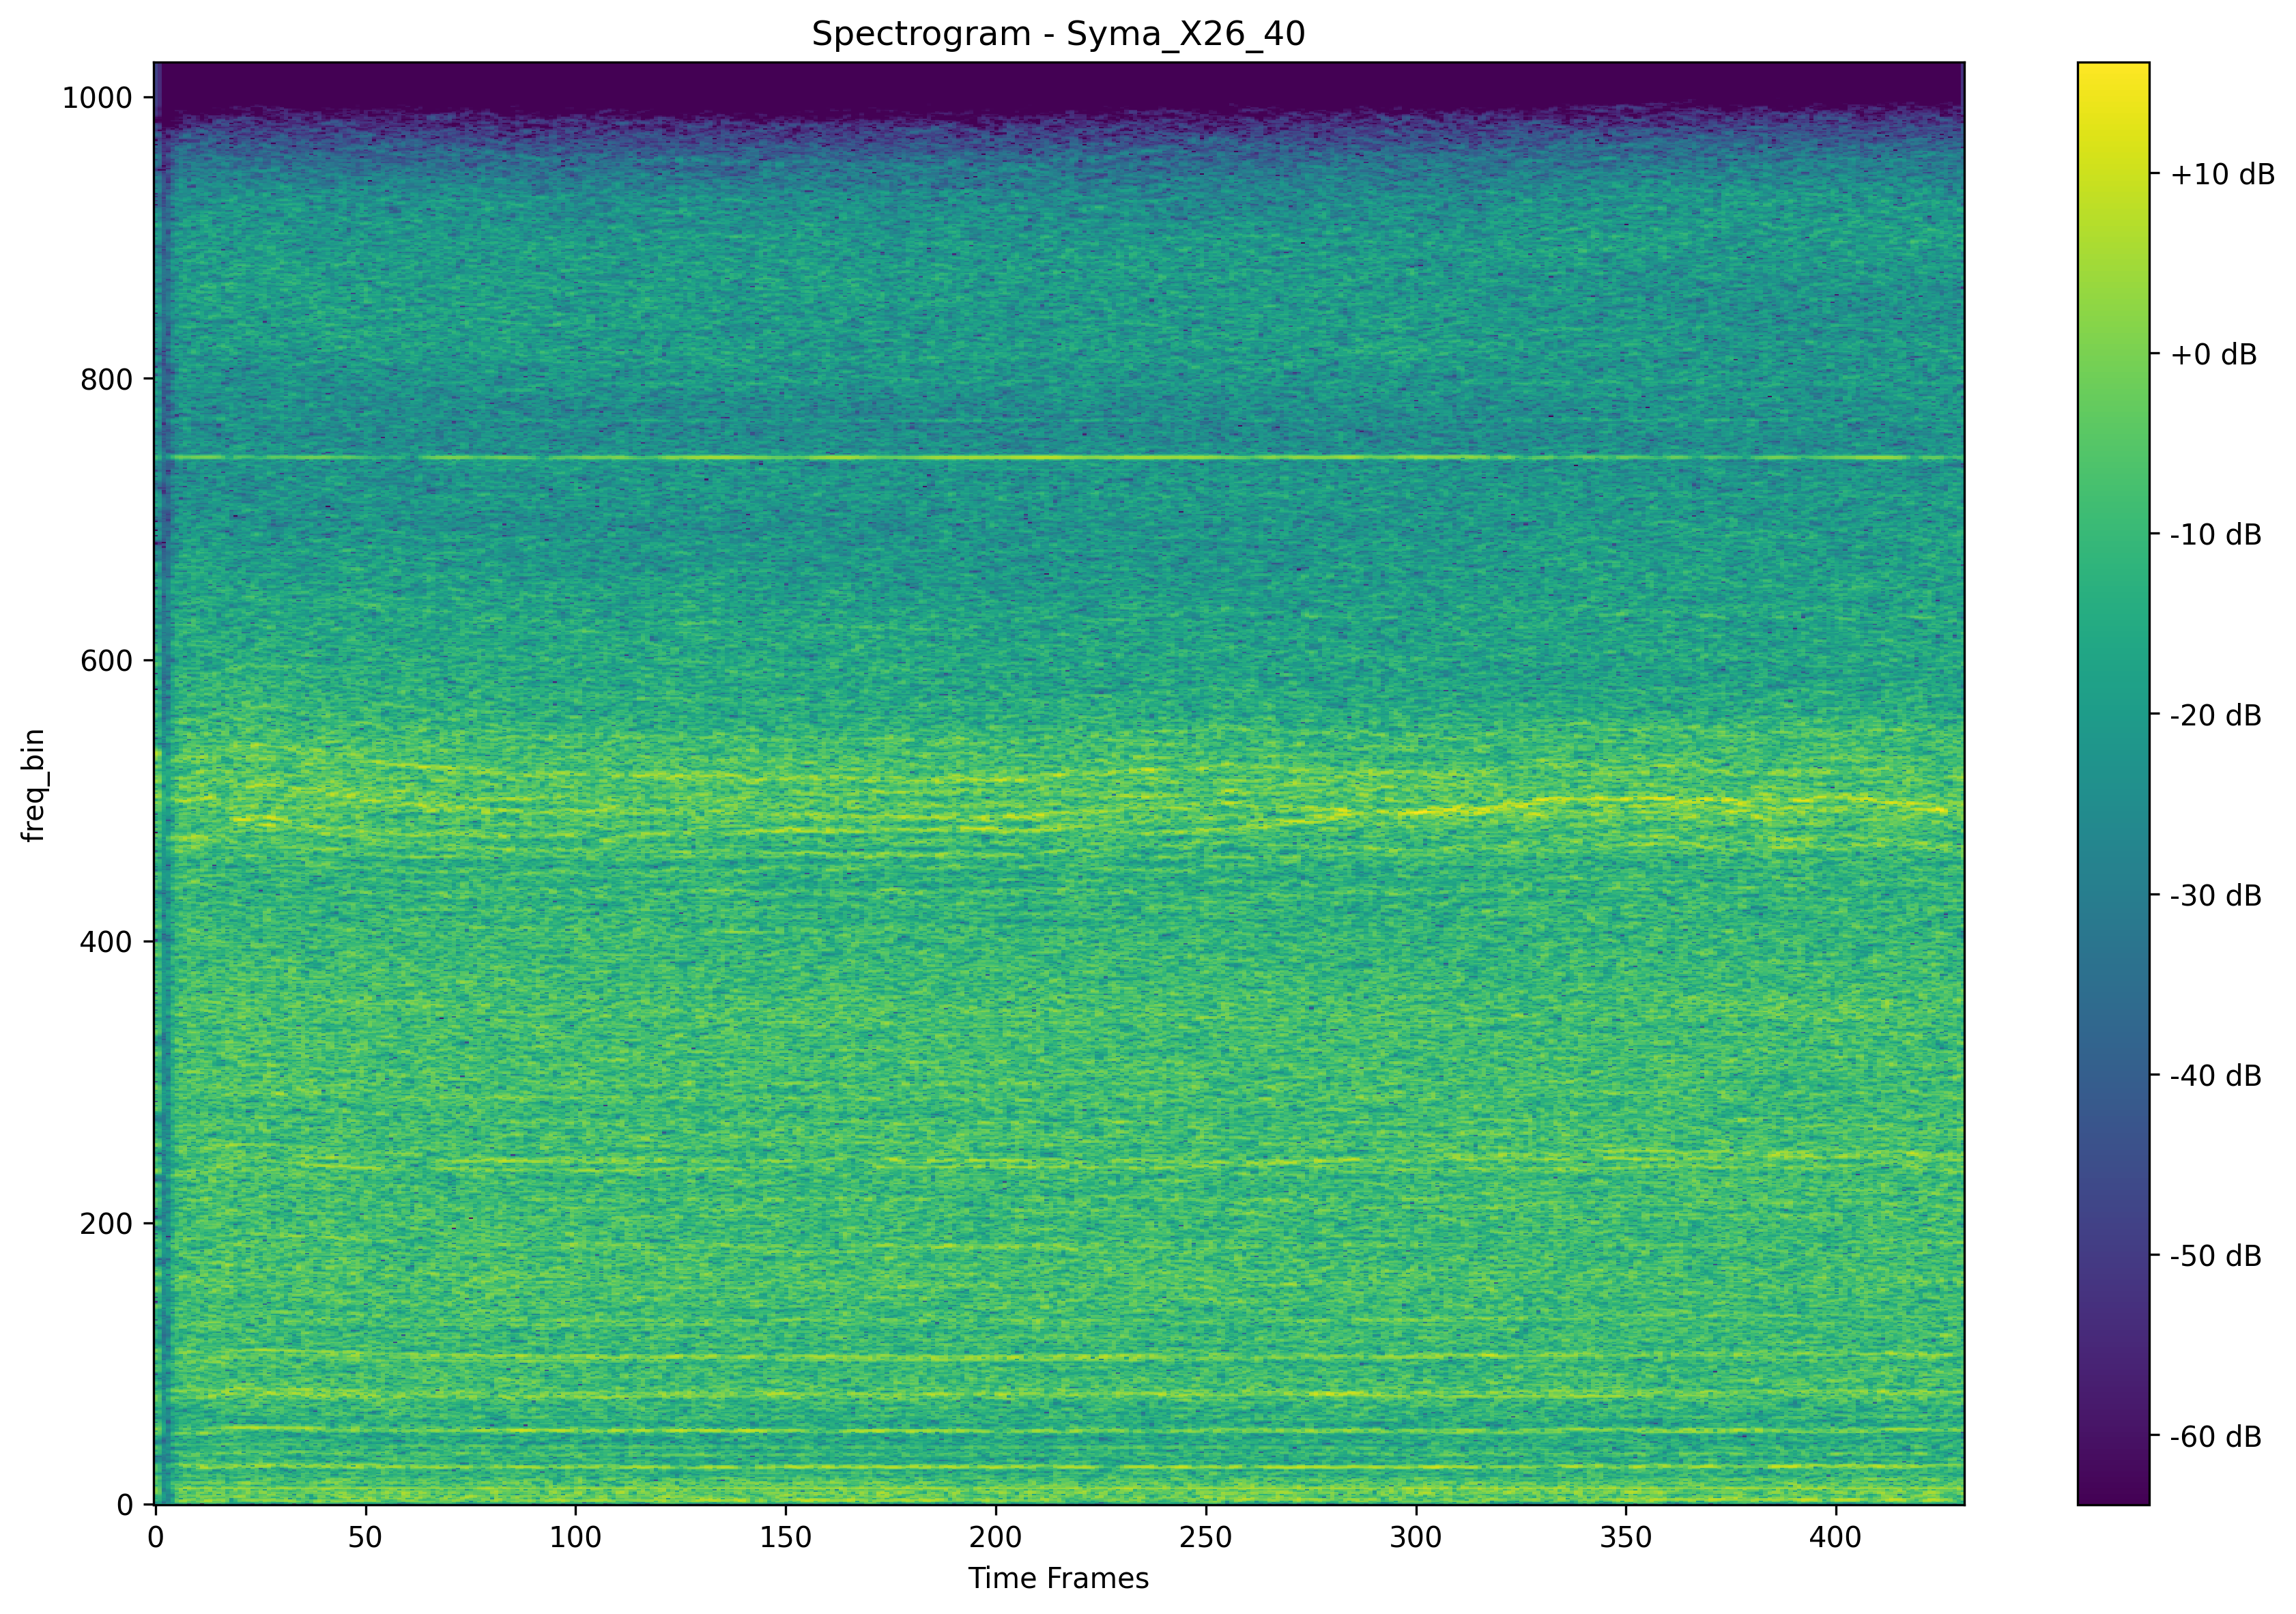 Spectrogram - Syma_X26_40
freq_bin
1000
800
600
400
200
0
0 50 100 150 200 250 300 350 400
Time Frames
+10 dB
+0 dB
-10 dB
-20 dB
-30 dB
-40 dB
-50 dB
-60 dB